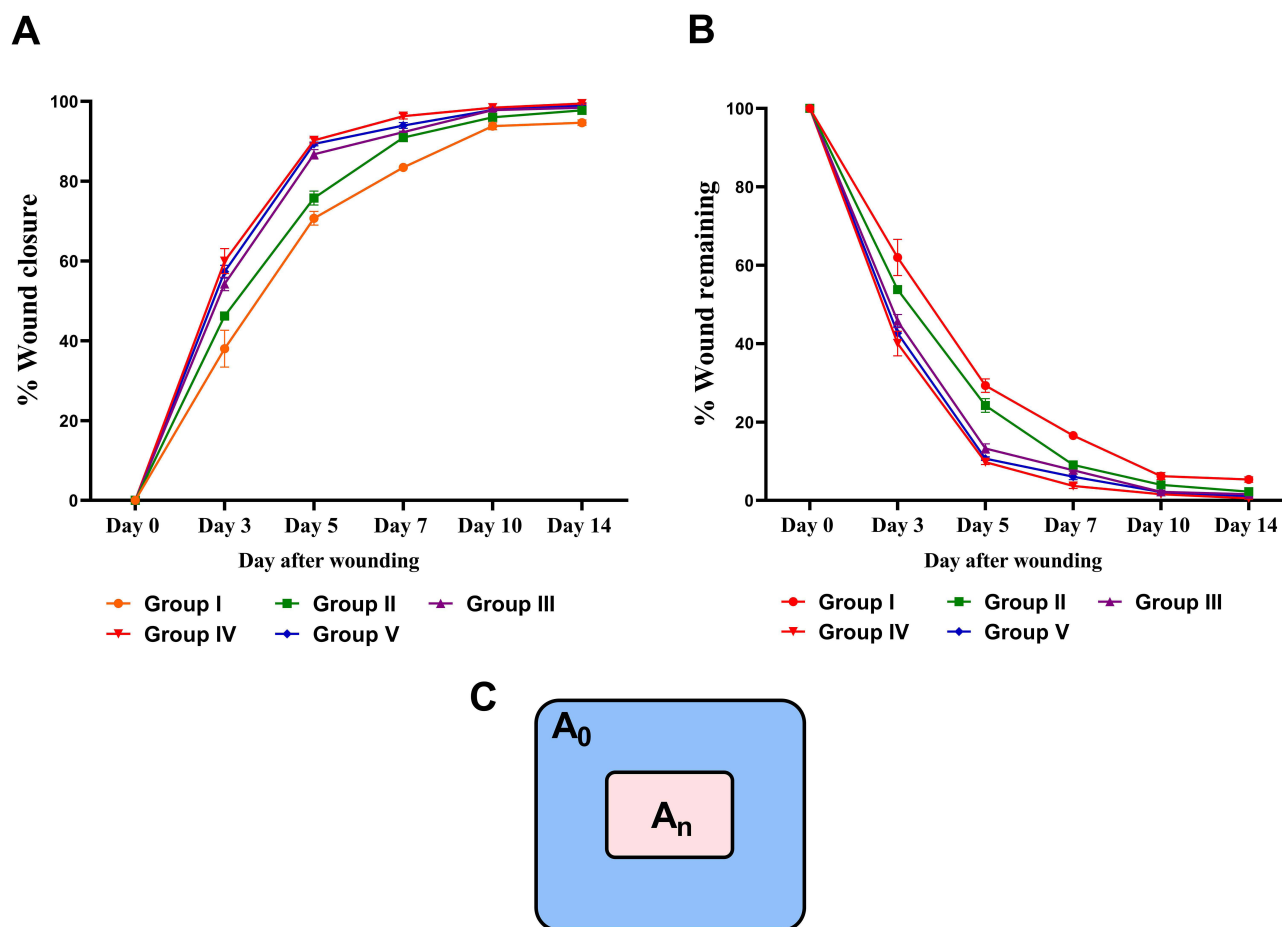 A
% Wound closure
100
80
60
40
20
0
Day 0 Day 3 Day 5 Day 7 Day 10 Day 14
Day after wounding
Group I Group II Group III
Group IV Group V
B
% Wound remaining
100
80
60
40
20
0
Day 0 Day 3 Day 5 Day 7 Day 10 Day 14
Day after wounding
Group I Group II Group III
Group IV Group V
C
A0
An